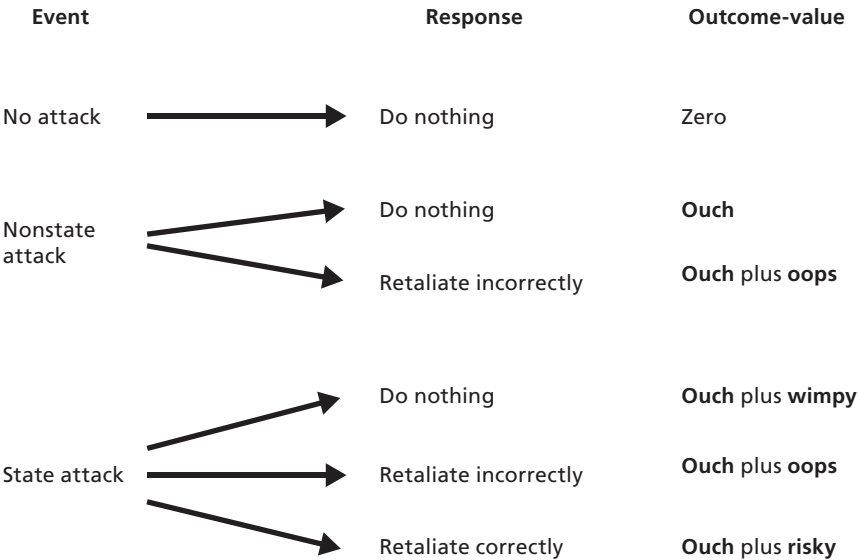 Event Response Outcome-value
No attack Do nothing Zero
Nonstate
attack
Do nothing Ouch
Retaliate incorrectly Ouch plus oops
State attack
Do nothing Ouch plus wimpy
Retaliate incorrectly Ouch plus oops
Retaliate correctly Ouch plus risky